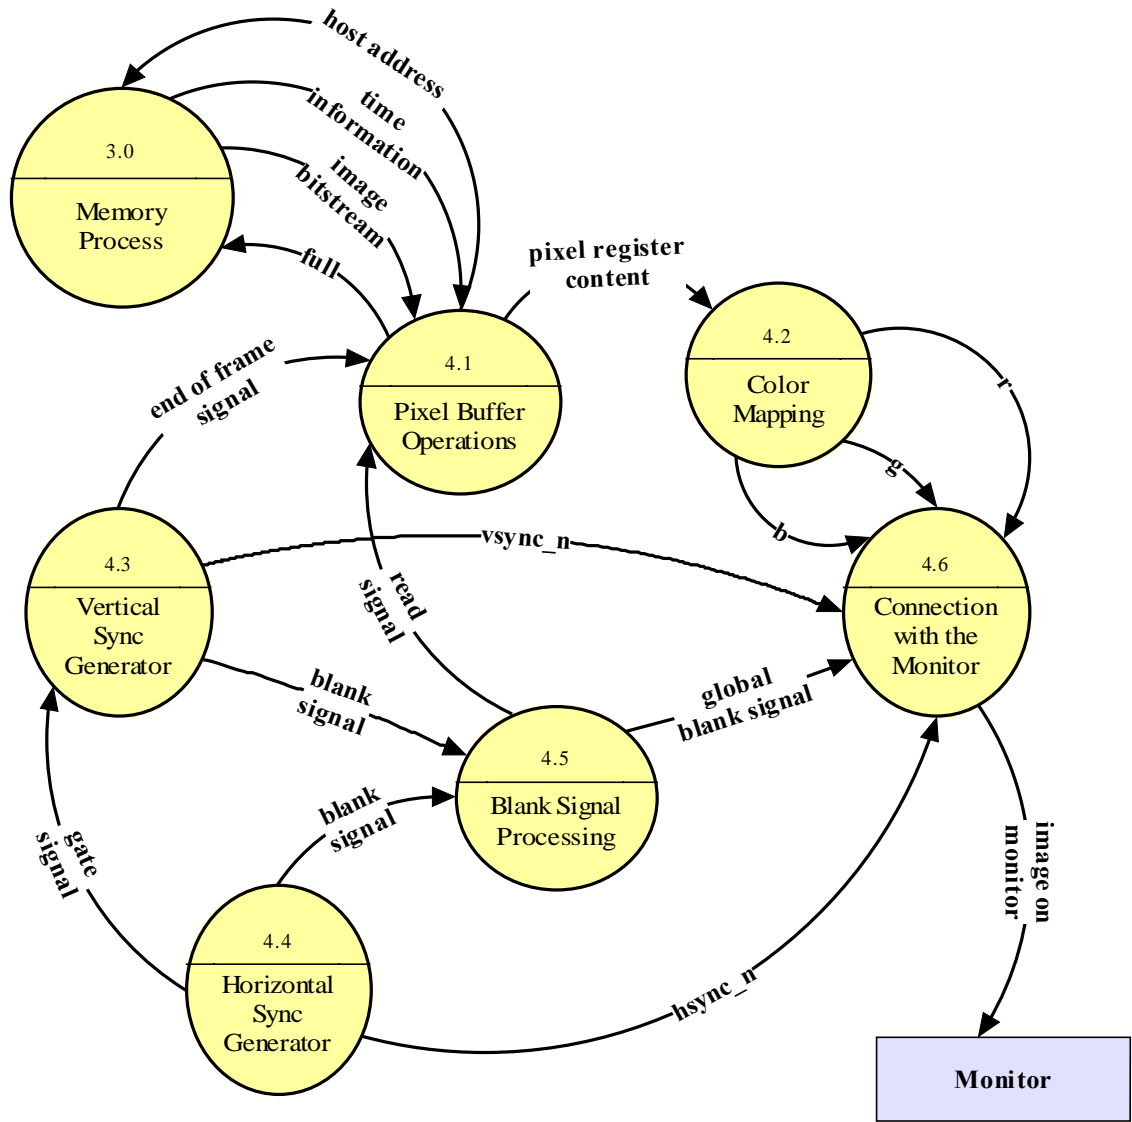 host address
time
information
image
bitstream
full
3.0
Memory
Process
pixel register
content
end of frame
signal
4.1
Pixel Buffer
Operations
4.2
Color
Mapping
r
g
b
vsync_n
read
signal
4.3
Vertical
Sync
Generator
4.6
Connection
with the
Monitor
blank
signal
global
blank signal
4.5
Blank Signal
Processing
blank
signal
gate
signal
4.4
Horizontal
Sync
Generator
hsync_n
image on
monitor
Monitor